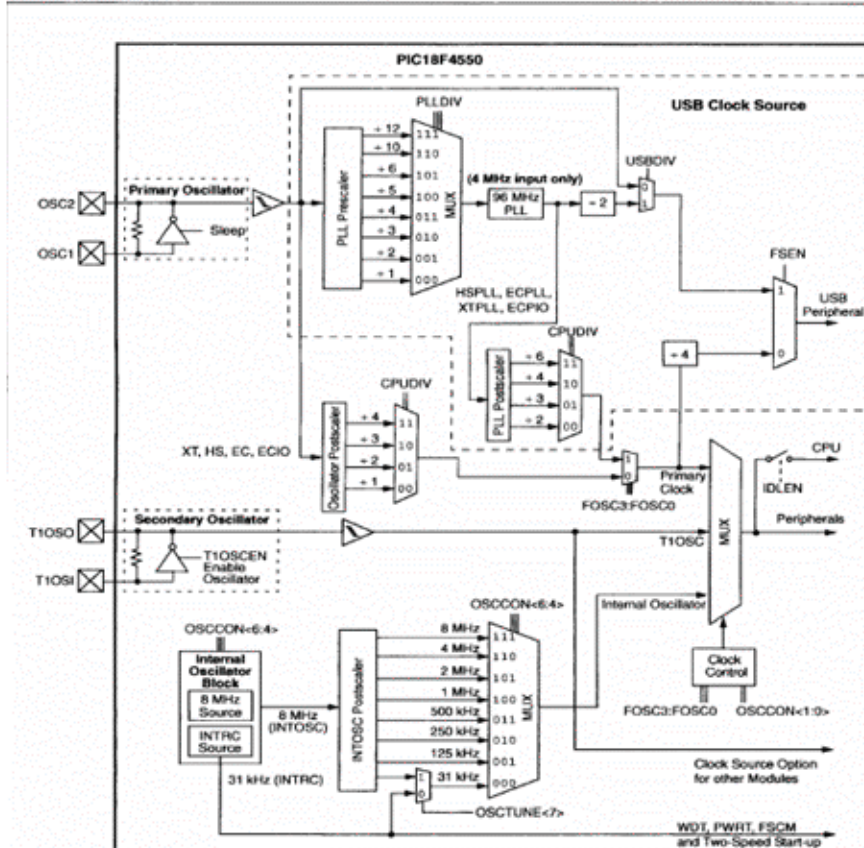 PIC18F4550
USB Clock Source
PLLDIV
PLL Prescaler
÷ 12
÷ 10
÷ 6
÷ 5
÷ 4
÷ 3
÷ 2
÷ 1
111
110
101
100
011
010
001
000
MUX
(4 MHz input only)
96 MHz
PLL
÷ 2
USBDIV
0
1
Primary Oscillator
OSC2
OSC1
Sleep
FSEN
1
0
USB
Peripheral
HSPLL, ECPLL,
XTPLL, ECPIO
CPUDIV
PLL Postscaler
÷ 6
÷ 4
÷ 3
÷ 2
11
10
01
00
÷ 4
CPUDIV
Oscillator Postscaler
÷ 4
÷ 3
÷ 2
÷ 1
11
10
01
00
XT, HS, EC, ECIO
1
0
FOSC3:FOSC0
Primary
Clock
MUX
IDLEN
CPU
Peripherals
Secondary Oscillator
T1OSO
T1OSI
T1OSCEN
Enable
Oscillator
T1OSC
Internal Oscillator
OSCCON<6:4>
OSCCON<6:4>
Internal
Oscillator
Block
8 MHz
Source
INTRC
Source
8 MHz
(INTOSC)
31 kHz (INTRC)
INTOSC Postscaler
8 MHz
4 MHz
2 MHz
1 MHz
500 kHz
250 kHz
125 kHz
31 kHz
111
110
101
100
011
010
001
000
MUX
1
0
OSCTUNE<7>
Clock
Control
FOSC3:FOSC0
OSCCON<1:0>
Clock Source Option
for other Modules
WDT, PWRT, FSCM
and Two-Speed Start-up